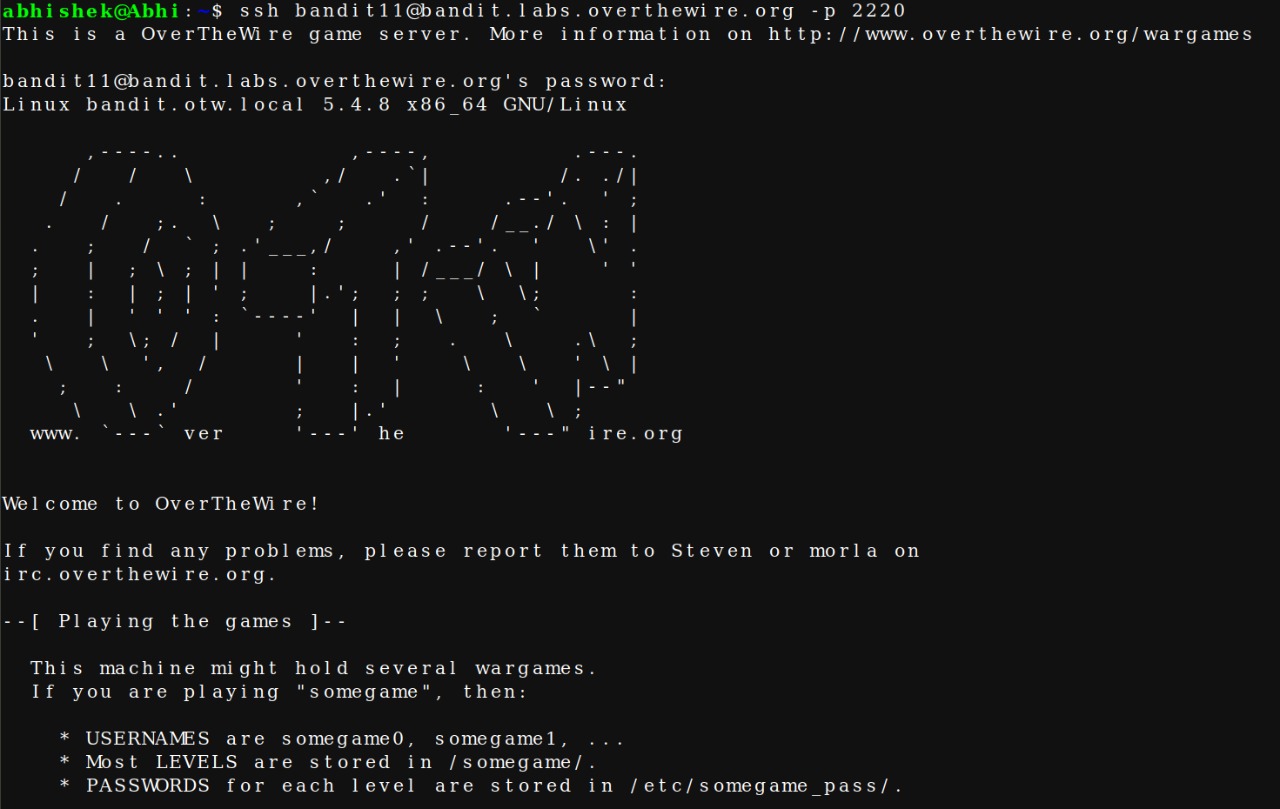 abhishek@Abhi:~$ ssh bandit11@bandit.labs.overthewire.org -p 2220
This is a OverTheWire game server. More information on http://www.overthewire.org/wargames

bandit11@bandit.labs.overthewire.org's password:
Linux bandit.otw.local 5.4.8 x86_64 GNU/Linux

      ,----..            ,----,          .---.
     /   /   \         ,/   .`|         /. ./|
    /   .     :      ,`   .'  :     .--'.  ' ;
   .   /   ;.  \   ;    ;     /    /__./ \ : |
  .   ;   /  ` ; .'___,/    ,' .--'.  '   \' .
  ;   |  ; \ ; | |    :     | /___/ \ |    ' '
  |   :  | ; | ' ;    |.';  ; ;   \  \;      :
  .   |  ' ' ' : `----'  |  |  \   ;  `      |
  '   ;  \; /  |     '   :  ;   .   \    .\  ;
   \   \  ',  /      |   |  '    \   \   ' \ |
    ;   :    /       '   :  |     :   '  |--"
     \   \ .'        ;   |.'       \   \ ;
  www. `---` ver     '---' he       '---" ire.org

Welcome to OverTheWire!

If you find any problems, please report them to Steven or morla on
irc.overthewire.org.

--[ Playing the games ]--

  This machine might hold several wargames.
  If you are playing "somegame", then:

    * USERNAMES are somegame0, somegame1, ...
    * Most LEVELS are stored in /somegame/.
    * PASSWORDS for each level are stored in /etc/somegame_pass/.